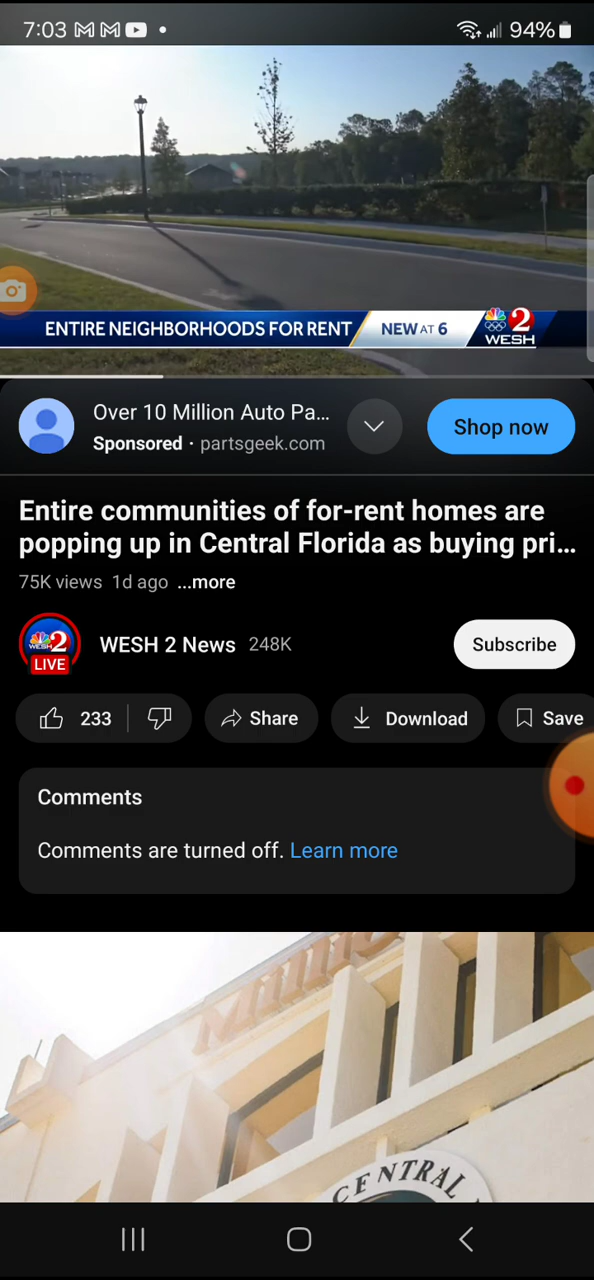 7:03
94%
ENTIRE NEIGHBORHOODS FOR RENT
NEW AT 6
2
WESH
Over 10 Million Auto Pa...
Sponsored · partsgeek.com
Shop now
Entire communities of for-rent homes are
popping up in Central Florida as buying pri...
75K views 1d ago ...more
WESH 2
LIVE
WESH 2 News 248K
Subscribe
233
Share
Download
Save
Comments
Comments are turned off. Learn more
CENTRAL